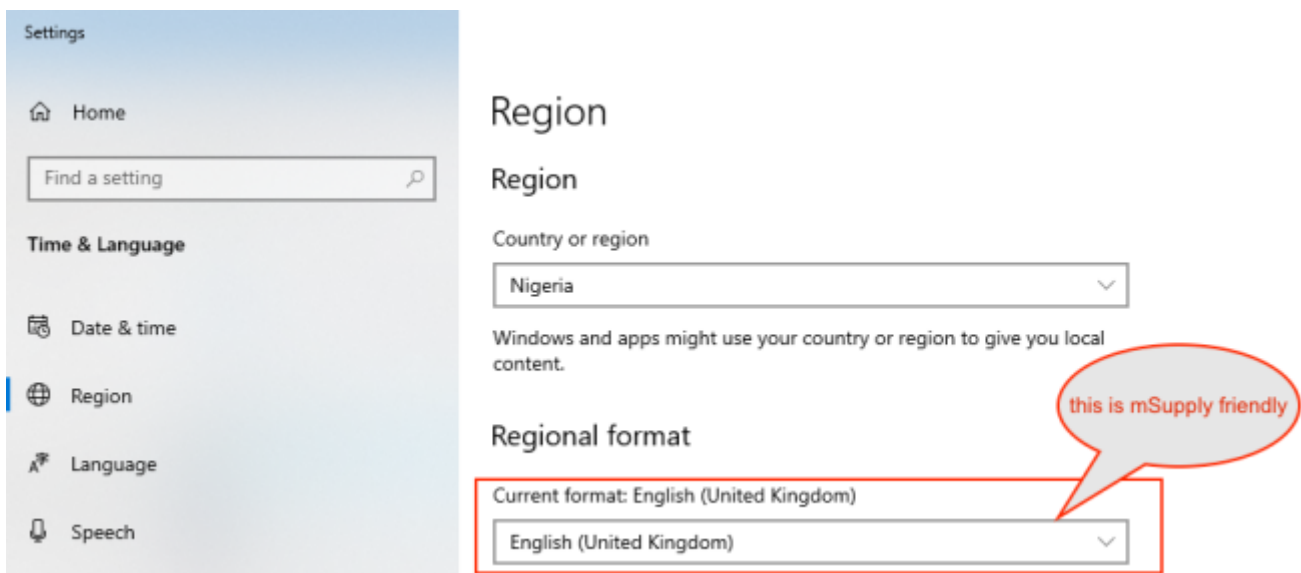 Settings
Home
Find a setting
Time & Language
Date & time
Region
Language
Speech
Region
Region
Country or region
Nigeria
Windows and apps might use your country or region to give you local
content.
this is mSupply friendly
Regional format
Current format: English (United Kingdom)
English (United Kingdom)